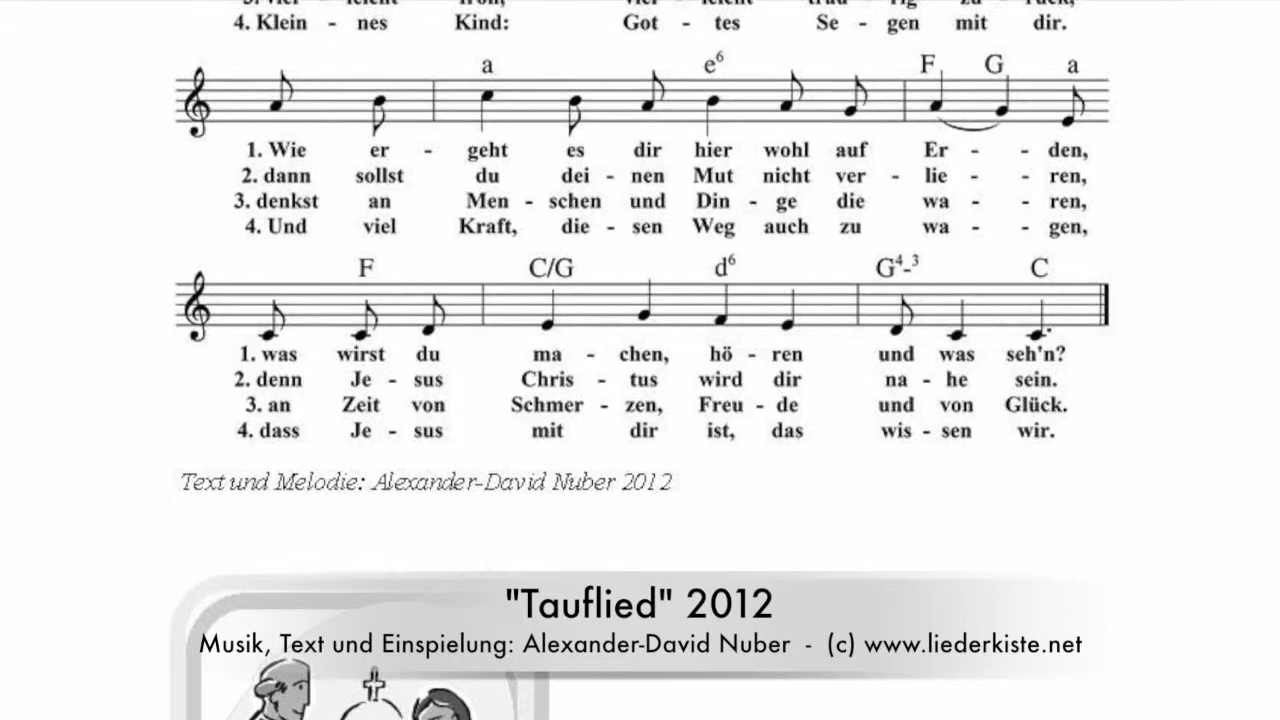 4. Klein - nes Kind: Got - tes Se - gen mit dir.
a e6 F G a
1. Wie er - geht es dir hier wohl auf Er - - den,
2. dann sollst du dei - nen Mut nicht ver - lie - - ren,
3. denkst an Men - schen und Din - ge die wa - - ren,
4. Und viel Kraft, die - sen Weg auch zu wa - - gen,
F C/G d6 G4-3 C
1. was wirst du ma - chen, hö - ren und was seh'n?
2. denn Je - sus Chris - tus wird dir na - he sein.
3. an Zeit von Schmer - zen, Freu - de und von Glück.
4. dass Je - sus mit dir ist, das wis - sen wir.
Text und Melodie: Alexander-David Nuber 2012
"Tauflied" 2012
Musik, Text und Einspielung: Alexander-David Nuber - (c) www.liederkiste.net